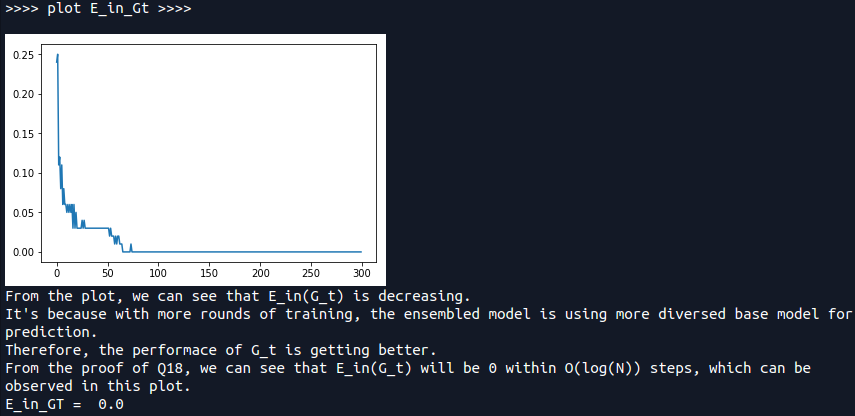 >>>> plot E_in_Gt >>>>
0.25
0.20
0.15
0.10
0.05
0.00
0 50 100 150 200 250 300
From the plot, we can see that E_in(G_t) is decreasing.
It's because with more rounds of training, the ensembled model is using more diversed base model for
prediction.
Therefore, the performace of G_t is getting better.
From the proof of Q18, we can see that E_in(G_t) will be 0 within O(log(N)) steps, which can be
observed in this plot.
E_in_GT =  0.0